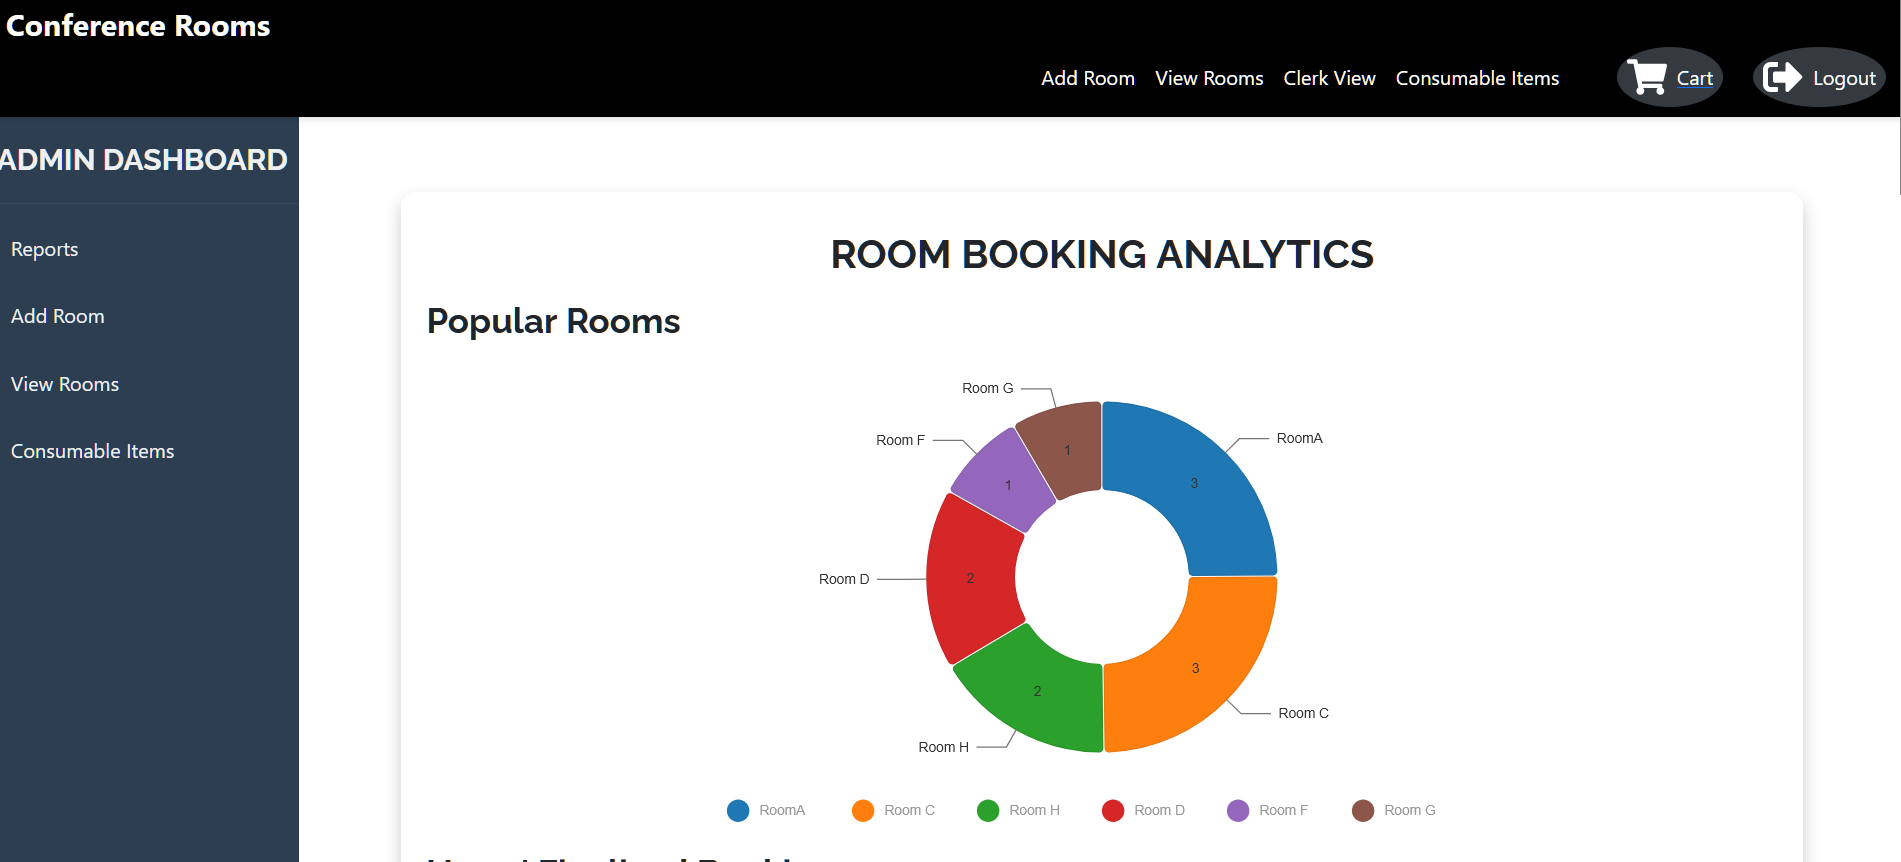 Conference Rooms
Add Room View Rooms Clerk View Consumable Items Cart Logout
ADMIN DASHBOARD
Reports
Add Room
View Rooms
Consumable Items
ROOM BOOKING ANALYTICS
Popular Rooms
Room G
RoomA
Room F
1
3
1
Room D
2
3
2
Room C
Room H
RoomA Room C Room H Room D Room F Room G